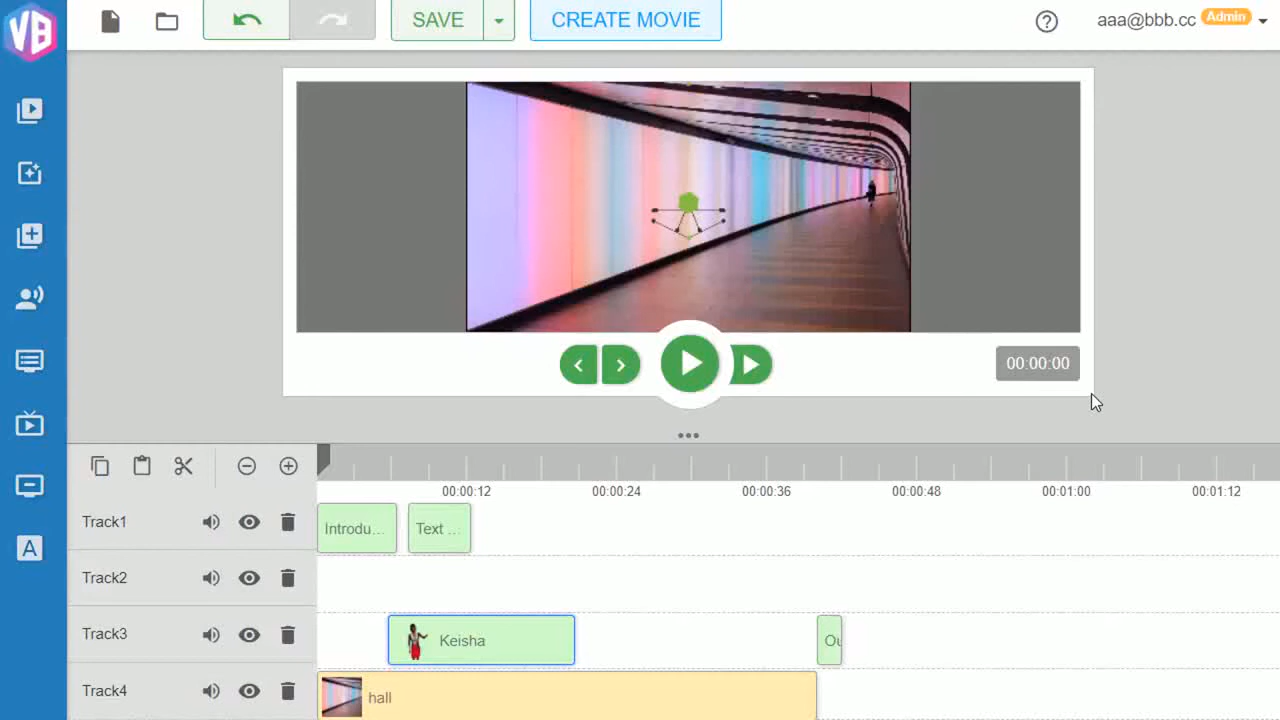 VB
SAVE
CREATE MOVIE
aaa@bbb.cc Admin
00:00:00
00:00:12 00:00:24 00:00:36 00:00:48 00:01:00 00:01:12
Track1 Introdu... Text ...
Track2
Track3 Keisha Ou
Track4 hall
A